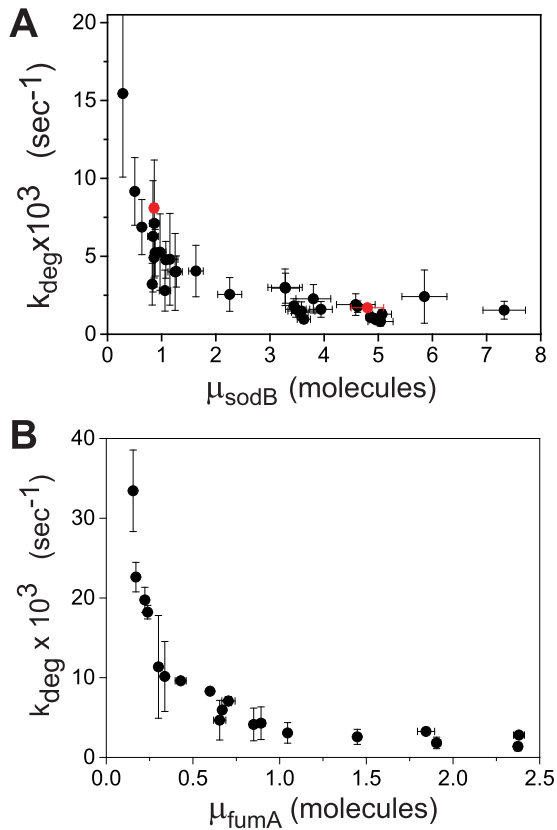 A
20
15
10
5
0
k_deg x10^3 (sec^-1)
0 1 2 3 4 5 6 7 8
μ_sodB (molecules)
B
40
30
20
10
0
k_deg x 10^3 (sec^-1)
0.0 0.5 1.0 1.5 2.0 2.5
μ_fumA (molecules)